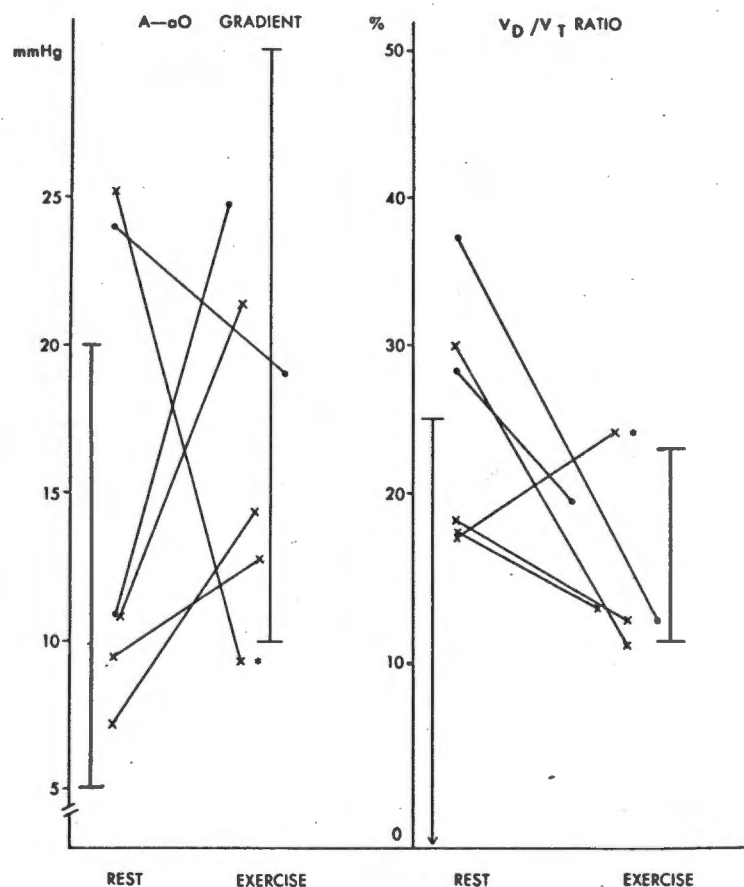 A—aO GRADIENT
mmHg
25
20
15
10
5
REST EXERCISE
% V_D/V_T RATIO
50
40
30
20
10
0
REST EXERCISE